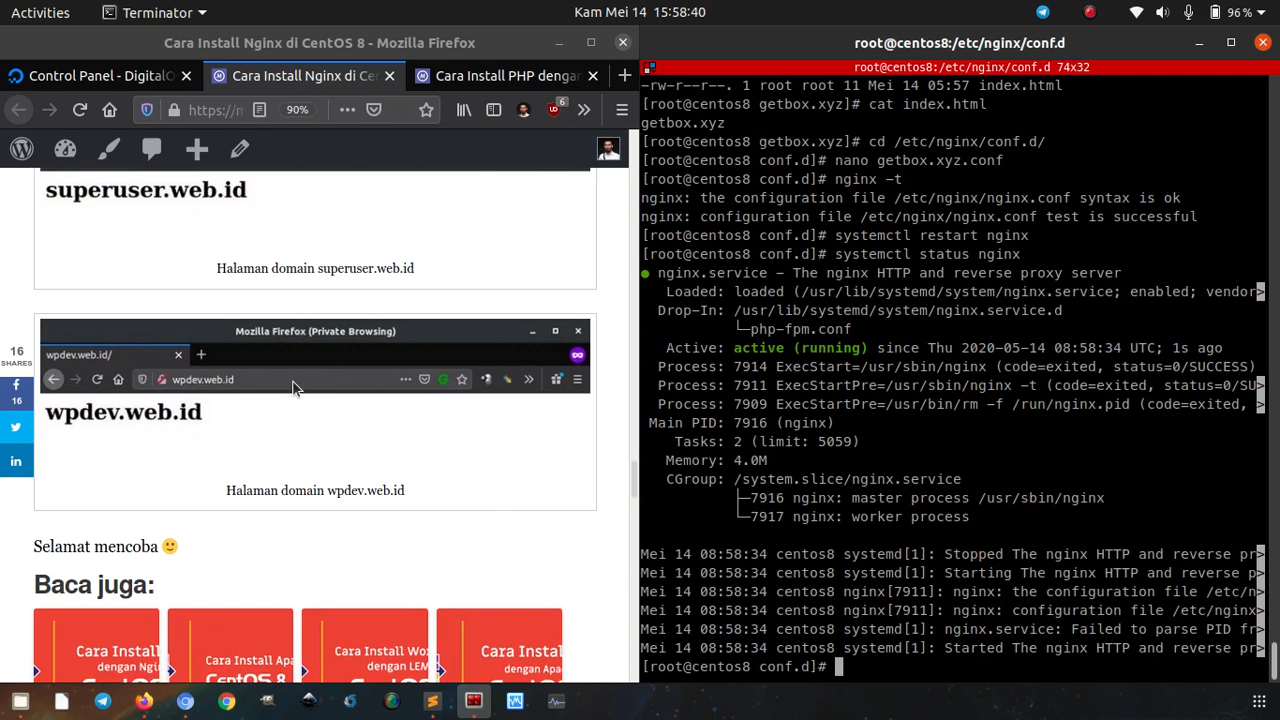 Activities
Terminator
Kam Mei 14 15:58:40
96 %
Cara Install Nginx di CentOS 8 - Mozilla Firefox
Control Panel - DigitalO
Cara Install Nginx di Cen
Cara Install PHP dengan
https://m
90%
6
superuser.web.id
Halaman domain superuser.web.id
Mozilla Firefox (Private Browsing)
wpdev.web.id/
wpdev.web.id
wpdev.web.id
Halaman domain wpdev.web.id
16
SHARES
16
Selamat mencoba 🙂
Baca juga:
Cara Install
dengan Ngin
CentOS 8
Cara Install Apa
CentOS 8
Cara Install Wor
dengan LEM
Cara Insta
dengan Apa
root@centos8:/etc/nginx/conf.d
root@centos8:/etc/nginx/conf.d 74x32
-rw-r--r--. 1 root root 11 Mei 14 05:57 index.html
[root@centos8 getbox.xyz]# cat index.html
getbox.xyz
[root@centos8 getbox.xyz]# cd /etc/nginx/conf.d/
[root@centos8 conf.d]# nano getbox.xyz.conf
[root@centos8 conf.d]# nginx -t
nginx: the configuration file /etc/nginx/nginx.conf syntax is ok
nginx: configuration file /etc/nginx/nginx.conf test is successful
[root@centos8 conf.d]# systemctl restart nginx
[root@centos8 conf.d]# systemctl status nginx
● nginx.service - The nginx HTTP and reverse proxy server
Loaded: loaded (/usr/lib/systemd/system/nginx.service; enabled; vendor>
Drop-In: /usr/lib/systemd/system/nginx.service.d
└─php-fpm.conf
Active: active (running) since Thu 2020-05-14 08:58:34 UTC; 1s ago
Process: 7914 ExecStart=/usr/sbin/nginx (code=exited, status=0/SUCCESS)
Process: 7911 ExecStartPre=/usr/sbin/nginx -t (code=exited, status=0/SU>
Process: 7909 ExecStartPre=/usr/bin/rm -f /run/nginx.pid (code=exited, >
Main PID: 7916 (nginx)
Tasks: 2 (limit: 5059)
Memory: 4.0M
CGroup: /system.slice/nginx.service
├─7916 nginx: master process /usr/sbin/nginx
└─7917 nginx: worker process
Mei 14 08:58:34 centos8 systemd[1]: Stopped The nginx HTTP and reverse pr>
Mei 14 08:58:34 centos8 systemd[1]: Starting The nginx HTTP and reverse p>
Mei 14 08:58:34 centos8 nginx[7911]: nginx: the configuration file /etc/n>
Mei 14 08:58:34 centos8 nginx[7911]: nginx: configuration file /etc/nginx>
Mei 14 08:58:34 centos8 systemd[1]: nginx.service: Failed to parse PID fr>
Mei 14 08:58:34 centos8 systemd[1]: Started The nginx HTTP and reverse pr>
[root@centos8 conf.d]#